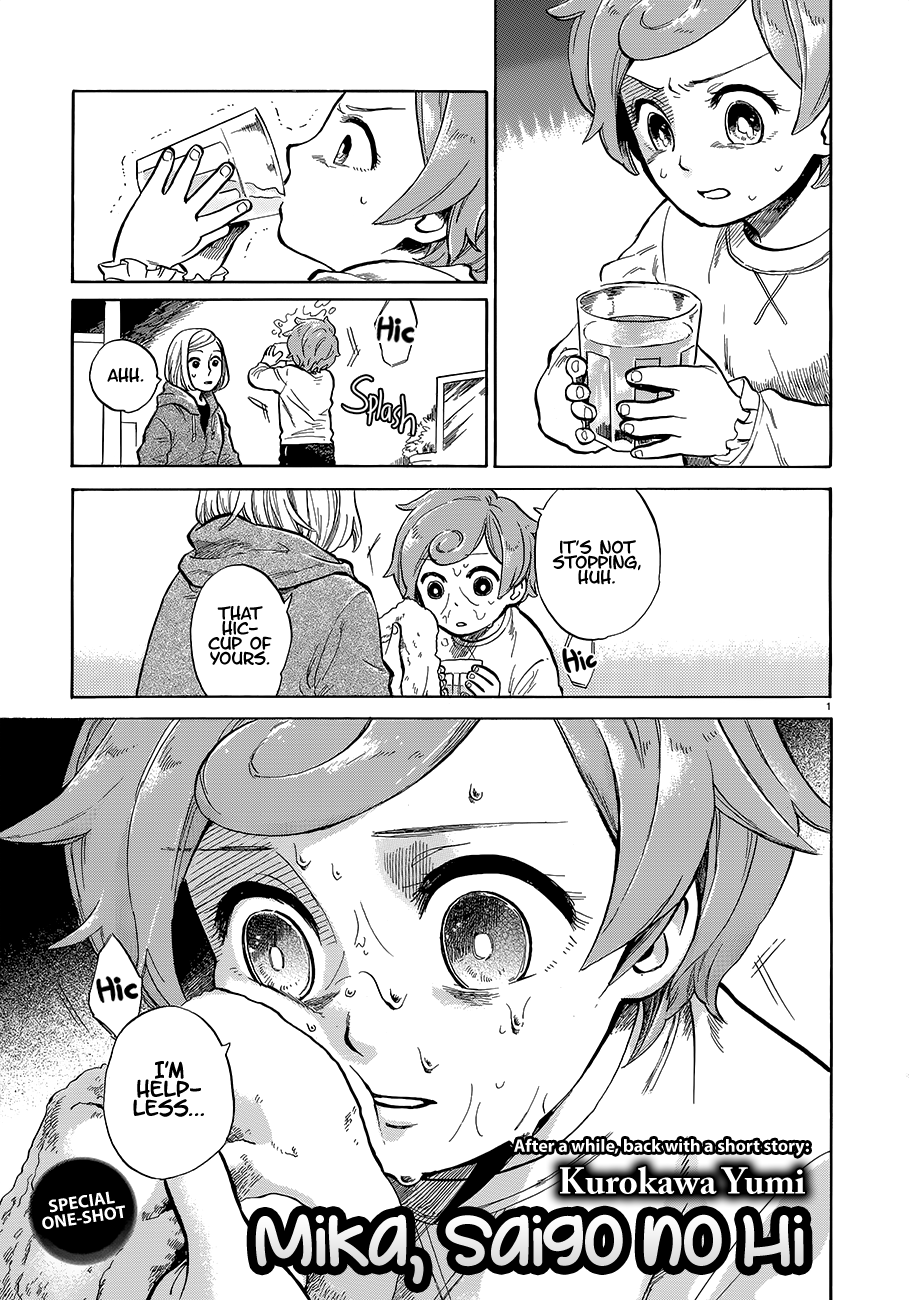 Hic
Splash
AHH.
IT'S NOT
STOPPING,
HUH.
THAT
HIC-
CUP OF
YOURS.
Hic
1
Hic
I'M
HELP-
LESS...
After a while, back with a short story:
Kurokawa Yumi
SPECIAL
ONE-SHOT
Mika, Saigo no Hi